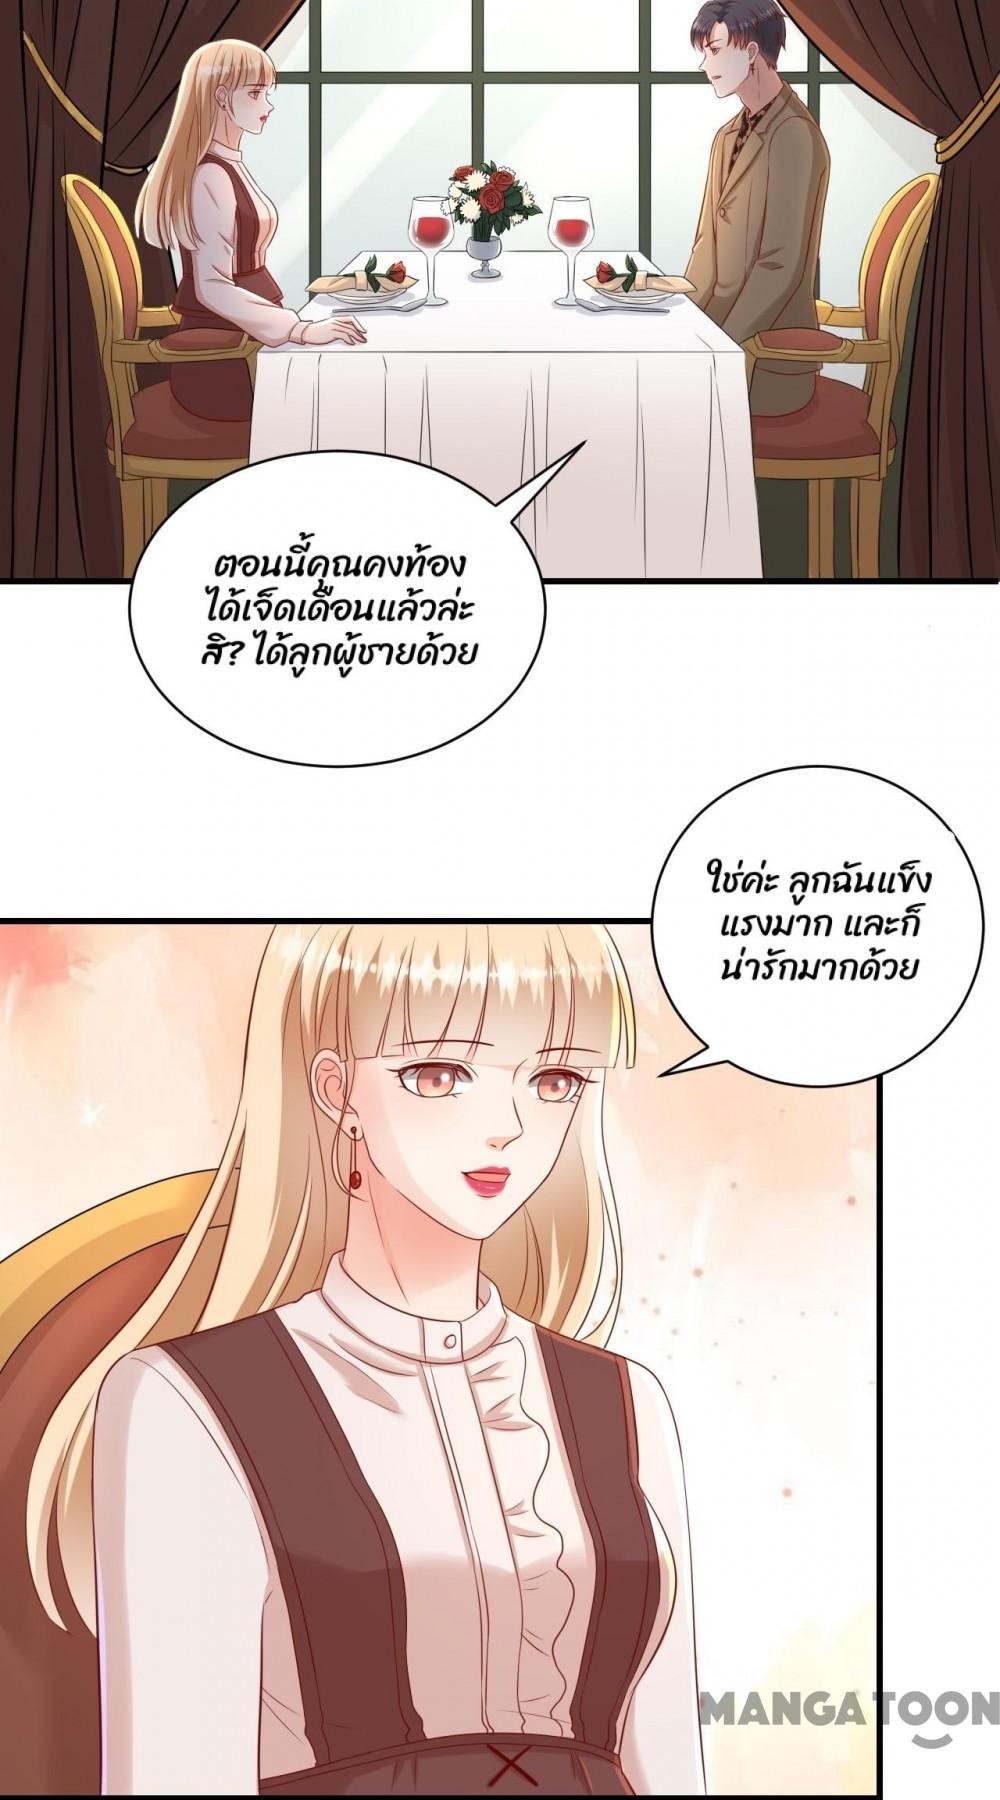 ตอนนี้คุณคงท้อง
ได้เจ็ดเดือนแล้วล่ะ
สิ? ได้ลูกผู้ชายด้วย
ใช่ค่ะ ลูกฉันแข็ง
แรงมาก และก็
น่ารักมากด้วย
MANGATOON